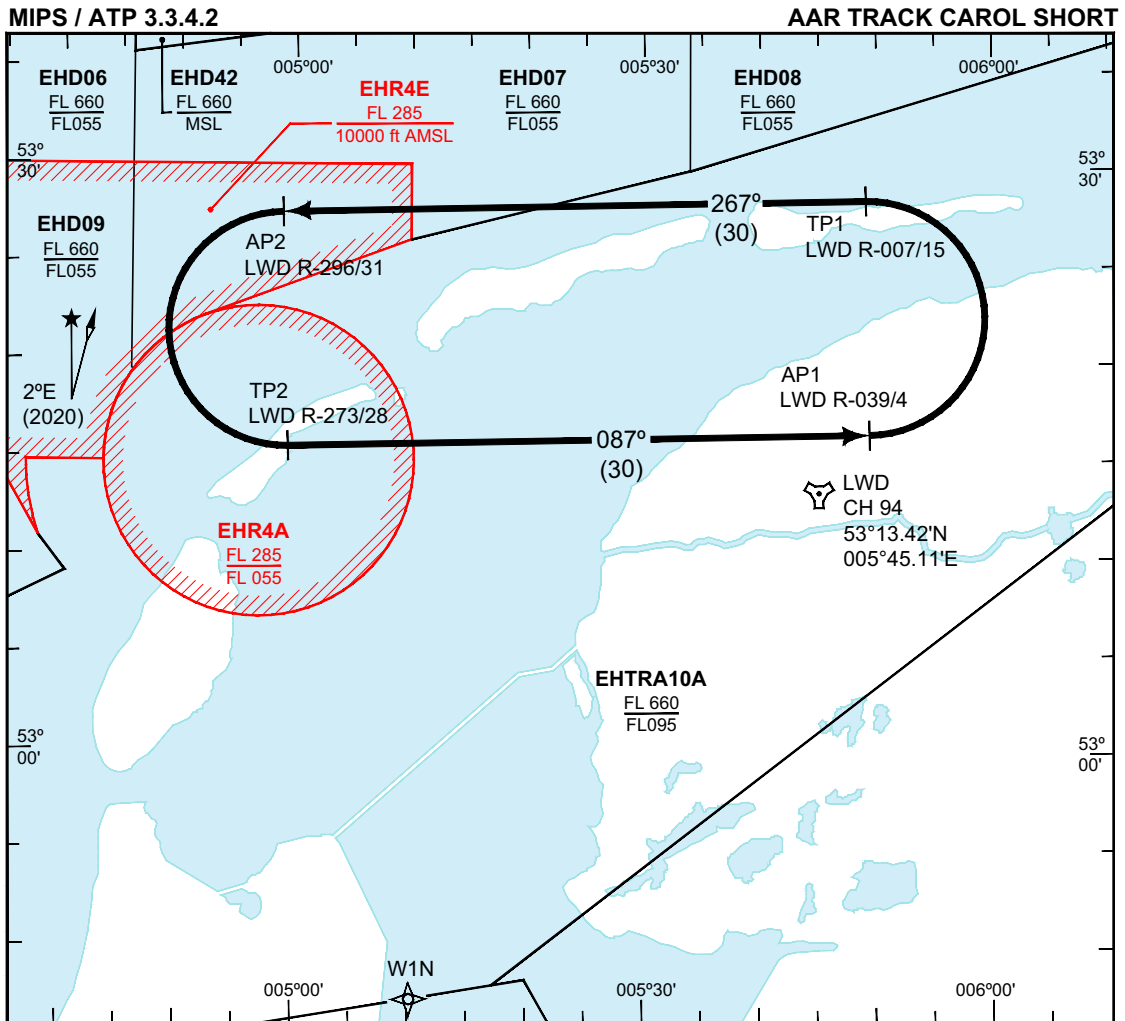 MIPS / ATP 3.3.4.2
AAR TRACK CAROL SHORT
005°00'
005°30'
006°00'
EHD06
FL 660
FL055
EHD42
FL 660
MSL
EHR4E
FL 285
10000 ft AMSL
EHD07
FL 660
FL055
EHD08
FL 660
FL055
53°
30'
53°
30'
EHD09
FL 660
FL055
267°
(30)
AP2
LWD R-296/31
TP1
LWD R-007/15
2°E
(2020)
TP2
LWD R-273/28
AP1
LWD R-039/4
087°
(30)
LWD
CH 94
53°13.42'N
005°45.11'E
EHR4A
FL 285
FL 055
EHTRA10A
FL 660
FL095
53°
00'
53°
00'
W1N
005°00'
005°30'
006°00'